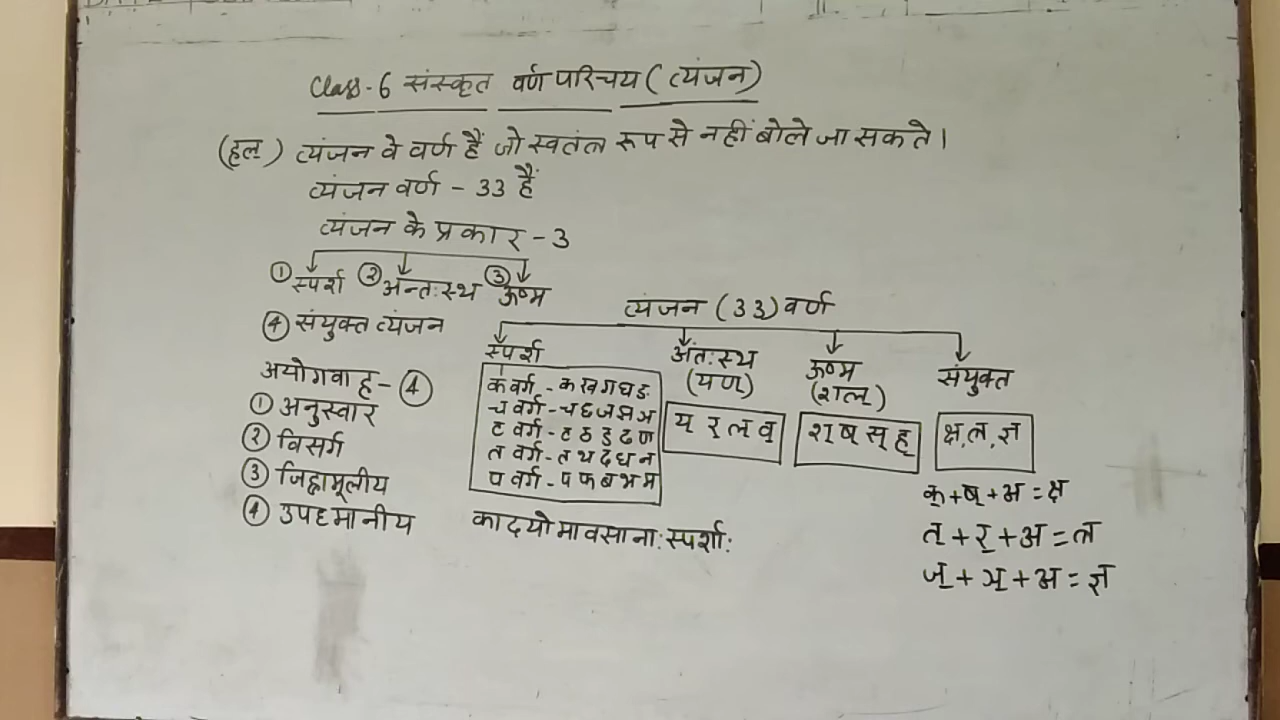 Class-6 संस्कृत वर्ण परिचय (व्यंजन)
(हल्) व्यंजन वे वर्ण हैं जो स्वतंत्र रूप से नहीं बोले जा सकते।
व्यंजन वर्ण - 33 हैं
व्यंजन के प्रकार - 3
① स्पर्श ② अन्तःस्थ ③ ऊष्म
④ संयुक्त व्यंजन
अयोगवाह - ④
① अनुस्वार
② विसर्ग
③ जिह्वामूलीय
④ उपध्मानीय
व्यंजन (33) वर्ण
स्पर्श
क वर्ग - क ख ग घ ङ
च वर्ग - च छ ज झ ञ
ट वर्ग - ट ठ ड ढ ण
त वर्ग - त थ द ध न
प वर्ग - प फ ब भ म
कादयो मावसानाः स्पर्शाः
अंतःस्थ
(यण्)
य् र् ल् व्
ऊष्म
(शल्)
श् ष् स् ह्
संयुक्त
क्ष, त्र, ज्ञ
क् + ष् + अ = क्ष
त् + र् + अ = त्र
ज् + ञ् + अ = ज्ञ